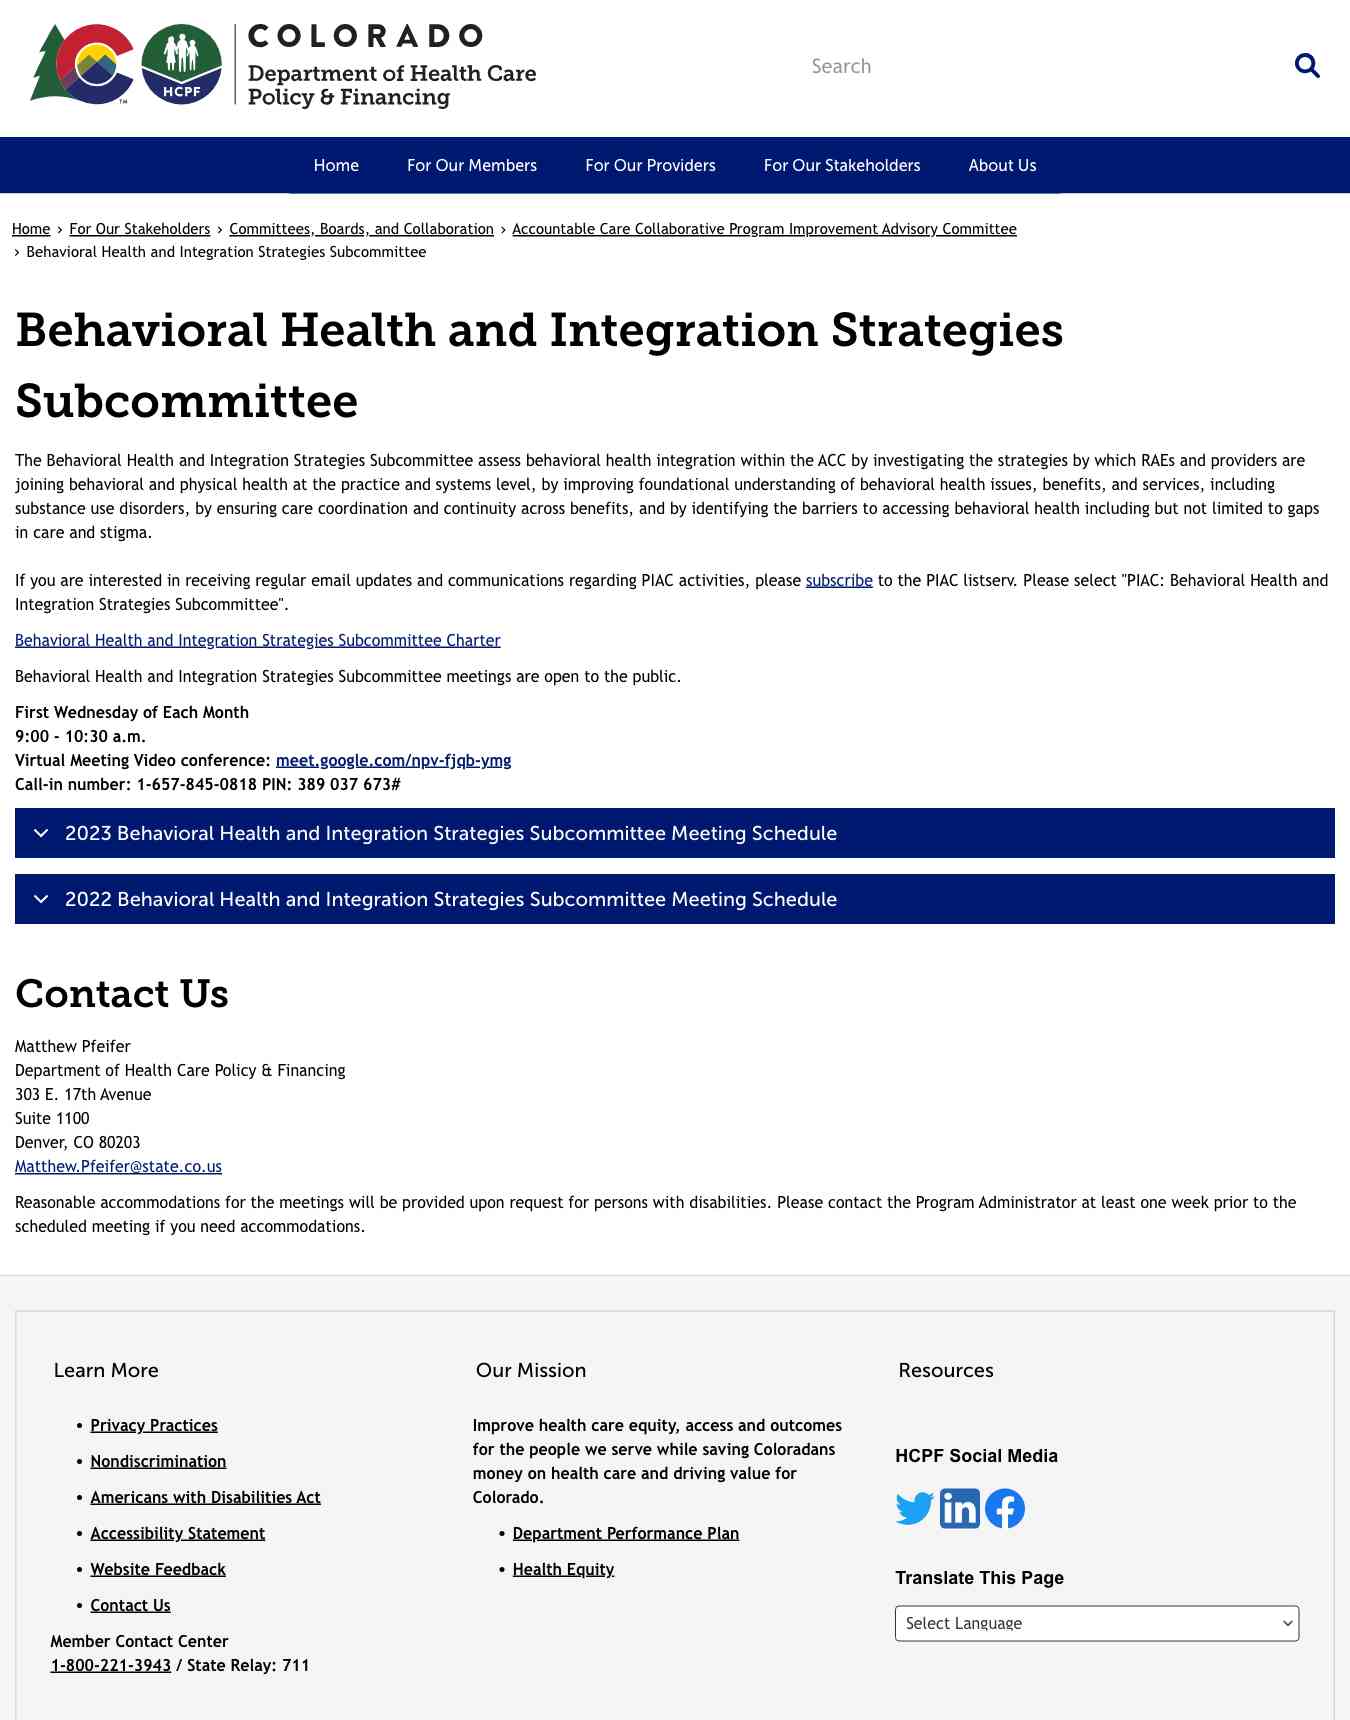 COLORADO
Department of Health Care
Policy & Financing
HCPF
TM
Search
Home
For Our Members
For Our Providers
For Our Stakeholders
About Us
Home › For Our Stakeholders › Committees, Boards, and Collaboration › Accountable Care Collaborative Program Improvement Advisory Committee
› Behavioral Health and Integration Strategies Subcommittee
Behavioral Health and Integration Strategies
Subcommittee
The Behavioral Health and Integration Strategies Subcommittee assess behavioral health integration within the ACC by investigating the strategies by which RAEs and providers are
joining behavioral and physical health at the practice and systems level, by improving foundational understanding of behavioral health issues, benefits, and services, including
substance use disorders, by ensuring care coordination and continuity across benefits, and by identifying the barriers to accessing behavioral health including but not limited to gaps
in care and stigma.
If you are interested in receiving regular email updates and communications regarding PIAC activities, please subscribe to the PIAC listserv. Please select "PIAC: Behavioral Health and
Integration Strategies Subcommittee".
Behavioral Health and Integration Strategies Subcommittee Charter
Behavioral Health and Integration Strategies Subcommittee meetings are open to the public.
First Wednesday of Each Month
9:00 - 10:30 a.m.
Virtual Meeting Video conference: meet.google.com/npv-fjqb-ymg
Call-in number: 1-657-845-0818 PIN: 389 037 673#
2023 Behavioral Health and Integration Strategies Subcommittee Meeting Schedule
2022 Behavioral Health and Integration Strategies Subcommittee Meeting Schedule
Contact Us
Matthew Pfeifer
Department of Health Care Policy & Financing
303 E. 17th Avenue
Suite 1100
Denver, CO 80203
Matthew.Pfeifer@state.co.us
Reasonable accommodations for the meetings will be provided upon request for persons with disabilities. Please contact the Program Administrator at least one week prior to the
scheduled meeting if you need accommodations.
Learn More
• Privacy Practices
• Nondiscrimination
• Americans with Disabilities Act
• Accessibility Statement
• Website Feedback
• Contact Us
Member Contact Center
1-800-221-3943 / State Relay: 711
Our Mission
Improve health care equity, access and outcomes
for the people we serve while saving Coloradans
money on health care and driving value for
Colorado.
• Department Performance Plan
• Health Equity
Resources
HCPF Social Media
Translate This Page
Select Language